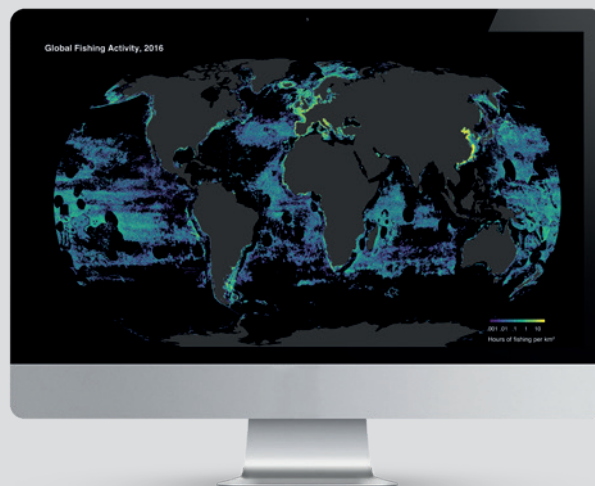 Global Fishing Activity, 2016
.001 .01 .1 1 10
Hours of fishing per km²